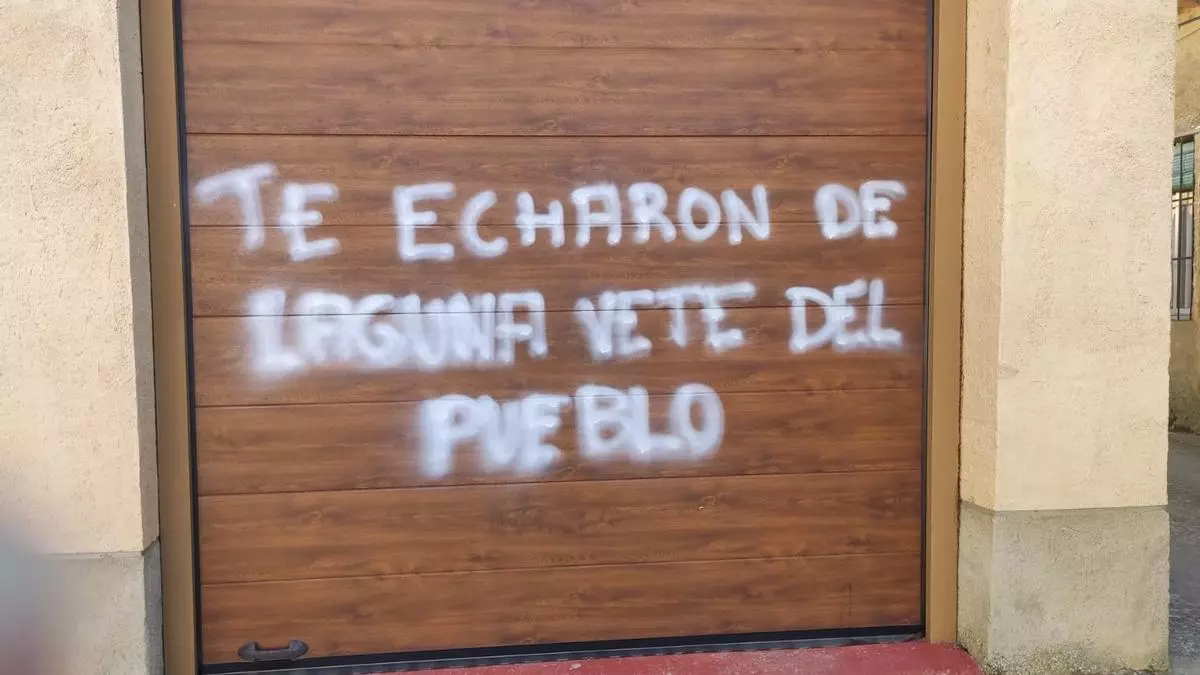 TE ECHARON DE
LAGUNA VETE DEL
PUEBLO